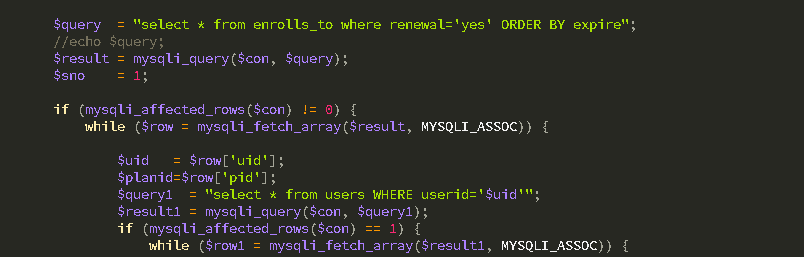 $query  = "select * from enrolls_to where renewal='yes' ORDER BY expire";
//echo $query;
$result = mysqli_query($con, $query);
$sno    = 1;
if (mysqli_affected_rows($con) != 0) {
while ($row = mysqli_fetch_array($result, MYSQLI_ASSOC)) {
$uid   = $row['uid'];
$planid=$row['pid'];
$query1  = "select * from users WHERE userid='$uid'";
$result1 = mysqli_query($con, $query1);
if (mysqli_affected_rows($con) == 1) {
while ($row1 = mysqli_fetch_array($result1, MYSQLI_ASSOC)) {